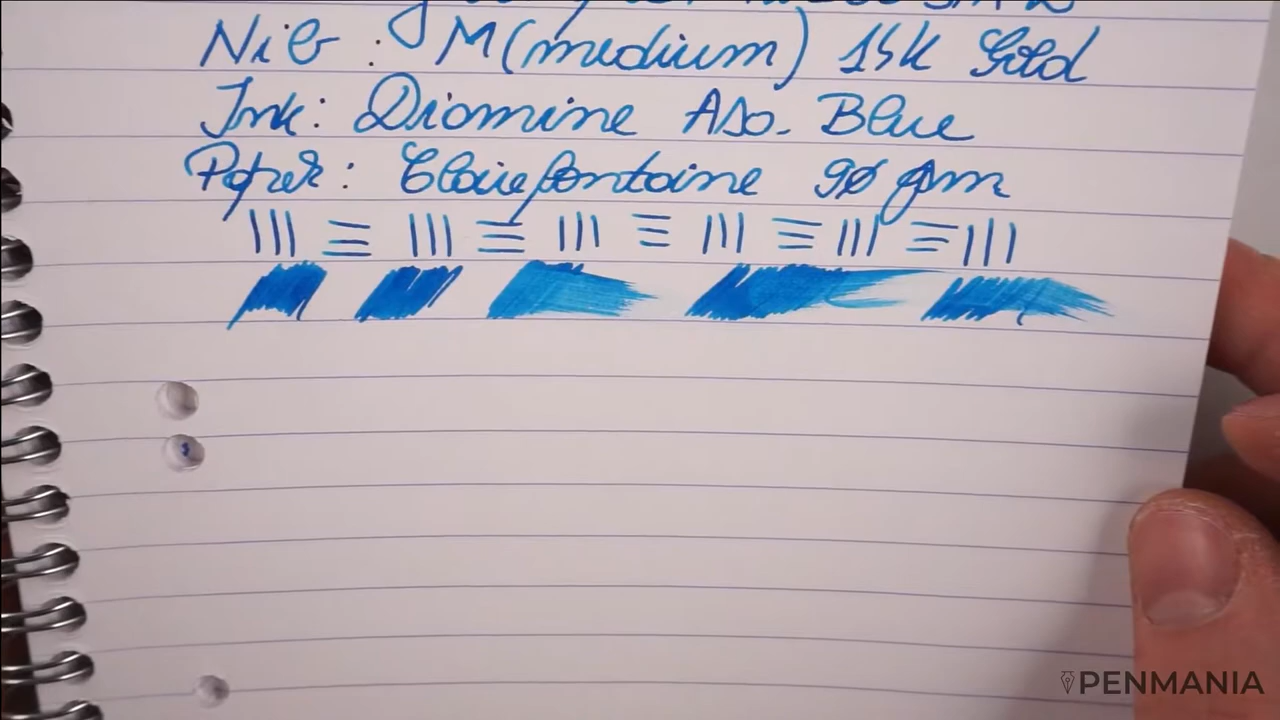 Nib : M (medium) 14k Gold
Ink: Diamine Aso. Blue
Paper: Clairefontaine 90 gsm
PENMANIA